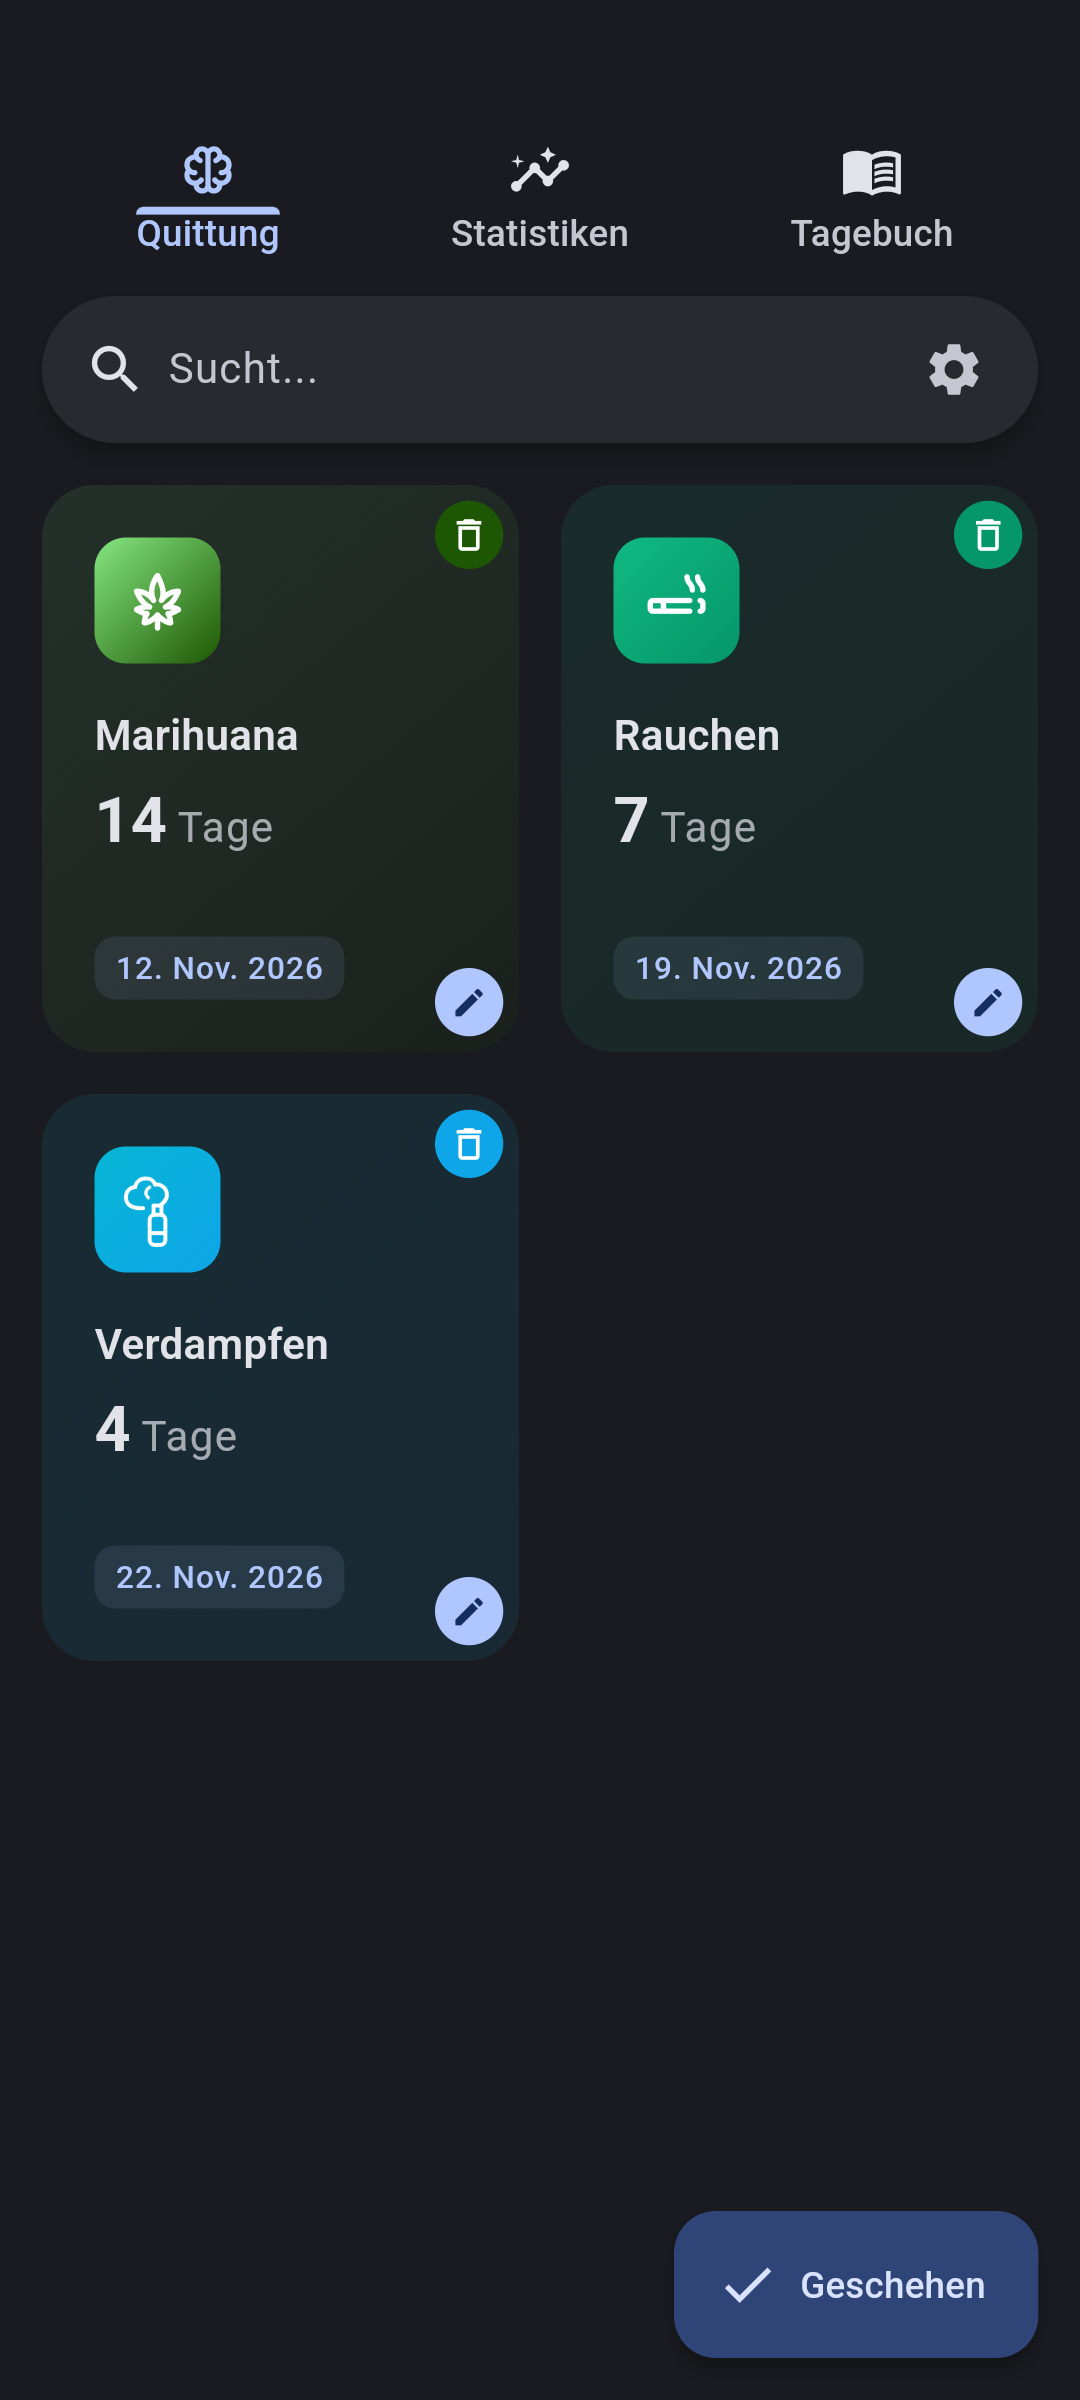 Quittung
Statistiken
Tagebuch
Sucht...
Marihuana
14 Tage
12. Nov. 2026
Rauchen
7 Tage
19. Nov. 2026
Verdampfen
4 Tage
22. Nov. 2026
Geschehen